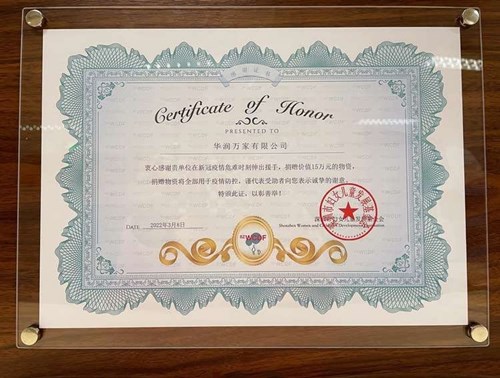 Certificate of Honor
PRESENTED TO
华润万家有限公司
衷心感谢贵单位在新冠疫情危难时刻伸出援手，捐赠价值15万元的物资，
捐赠物资将全部用于疫情防控，谨代表受助者向您表示诚挚的谢意。
特颁此证，以彰善举！
2022年3月8日